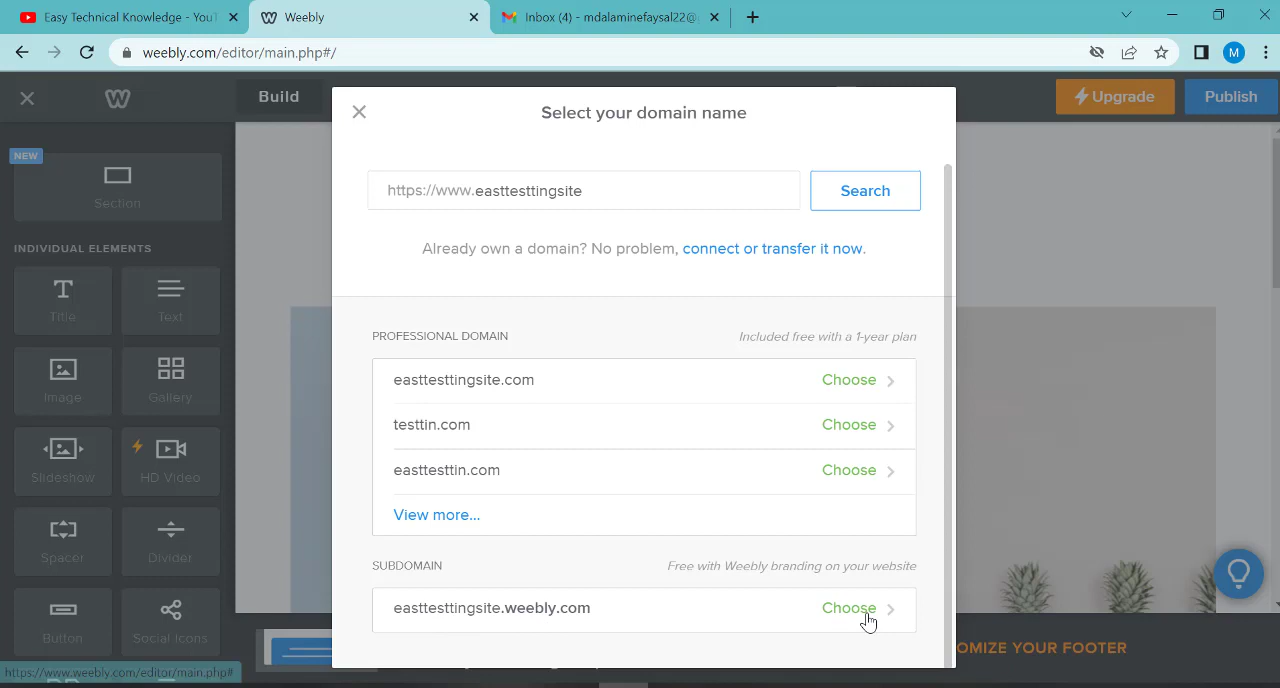 Easy Technical Knowledge - YouT
Weebly
Inbox (4) - mdalaminefaysal22@
weebly.com/editor/main.php#/
M
Build
Upgrade
Publish
Select your domain name
NEW
Section
https://www.easttesttingsite
Search
Already own a domain? No problem, connect or transfer it now.
INDIVIDUAL ELEMENTS
Title
Text
Image
Gallery
Slideshow
HD Video
Spacer
Divider
Button
Social Icons
PROFESSIONAL DOMAIN
Included free with a 1-year plan
easttesttingsite.com
Choose
testtin.com
Choose
easttesttin.com
Choose
View more...
SUBDOMAIN
Free with Weebly branding on your website
easttesttingsite.weebly.com
Choose
OMIZE YOUR FOOTER
https://www.weebly.com/editor/main.php#